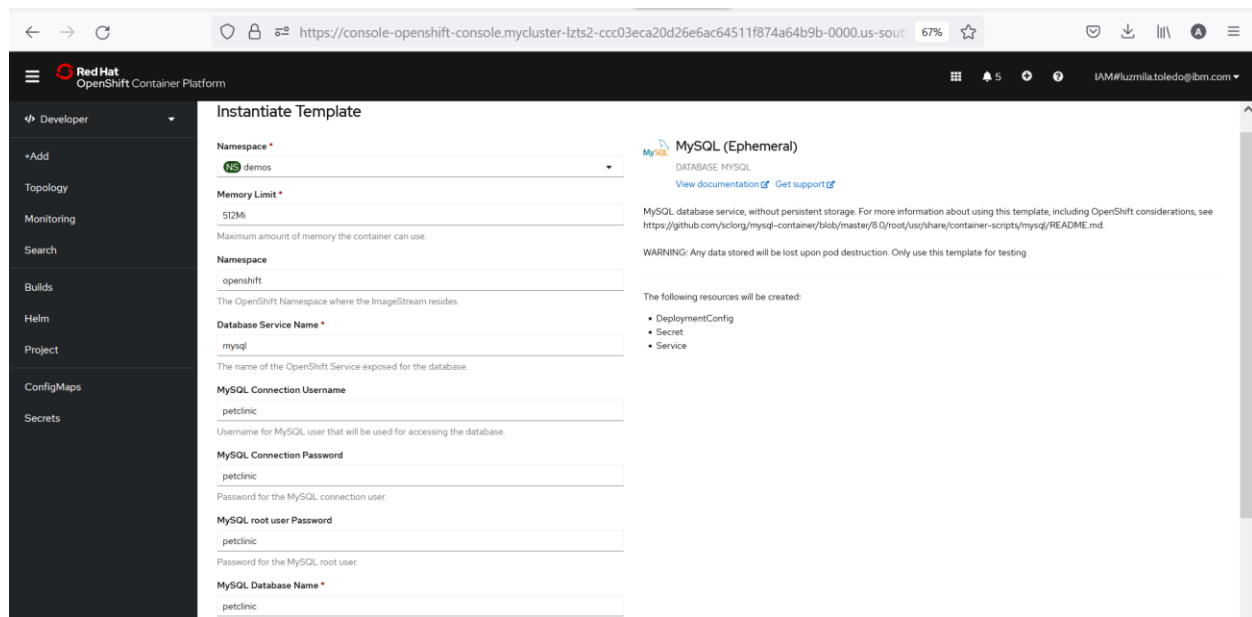 https://console-openshift-console.mycluster-lzts2-ccc03eca20d26e6ac64511f874a64b9b-0000.us-sout
67%
A
Red Hat
OpenShift Container Platform
5
IAM#luzmila.toledo@ibm.com
Developer
+Add
Topology
Monitoring
Search
Builds
Helm
Project
ConfigMaps
Secrets
Instantiate Template
Namespace *
NS demos
Memory Limit *
512Mi
Maximum amount of memory the container can use.
Namespace
openshift
The OpenShift Namespace where the ImageStream resides.
Database Service Name *
mysql
The name of the OpenShift Service exposed for the database.
MySQL Connection Username
petclinic
Username for MySQL user that will be used for accessing the database.
MySQL Connection Password
petclinic
Password for the MySQL connection user.
MySQL root user Password
petclinic
Password for the MySQL root user.
MySQL Database Name *
petclinic
MySQL
MySQL (Ephemeral)
DATABASE MYSQL
View documentation Get support
MySQL database service, without persistent storage. For more information about using this template, including OpenShift considerations, see
https://github.com/sclorg/mysql-container/blob/master/8.0/root/usr/share/container-scripts/mysql/README.md.
WARNING: Any data stored will be lost upon pod destruction. Only use this template for testing
The following resources will be created:
• DeploymentConfig
• Secret
• Service